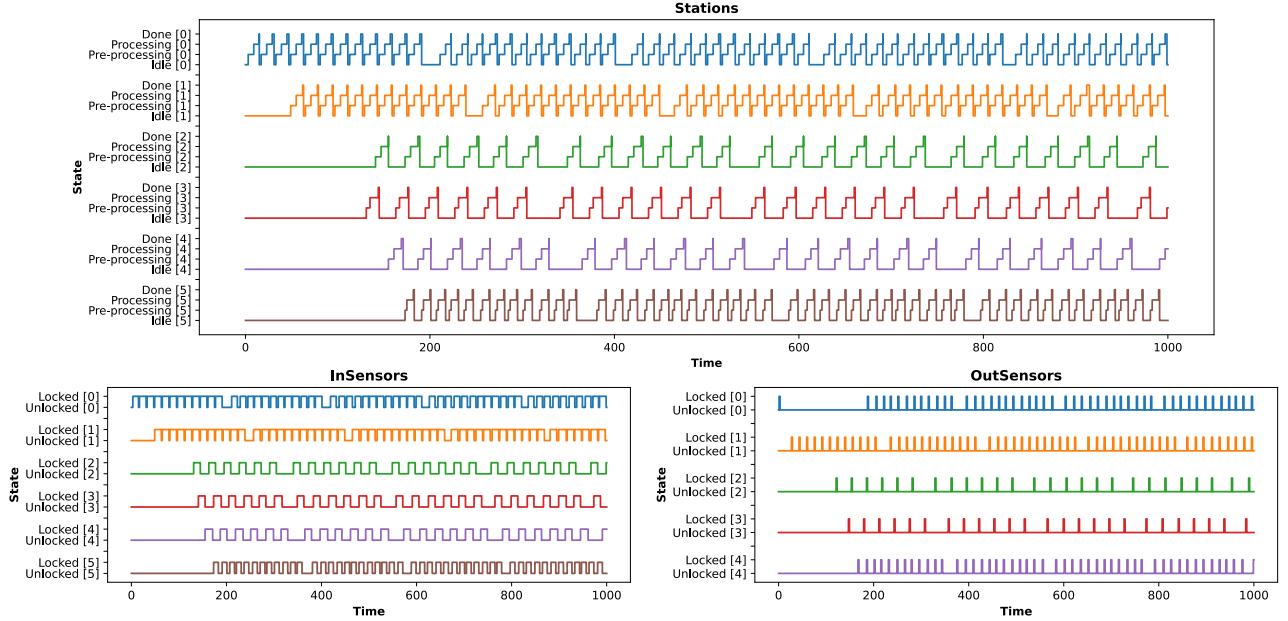 Stations
Done [0]
Processing [0]
Pre-processing [0]
Idle [0]
Done [1]
Processing [1]
Pre-processing [1]
Idle [1]
Done [2]
Processing [2]
Pre-processing [2]
Idle [2]
Done [3]
Processing [3]
Pre-processing [3]
Idle [3]
Done [4]
Processing [4]
Pre-processing [4]
Idle [4]
Done [5]
Processing [5]
Pre-processing [5]
Idle [5]
State
0 200 400 600 800 1000
Time
InSensors
Locked [0]
Unlocked [0]
Locked [1]
Unlocked [1]
Locked [2]
Unlocked [2]
Locked [3]
Unlocked [3]
Locked [4]
Unlocked [4]
Locked [5]
Unlocked [5]
State
0 200 400 600 800 1000
Time
OutSensors
Locked [0]
Unlocked [0]
Locked [1]
Unlocked [1]
Locked [2]
Unlocked [2]
Locked [3]
Unlocked [3]
Locked [4]
Unlocked [4]
State
0 200 400 600 800 1000
Time